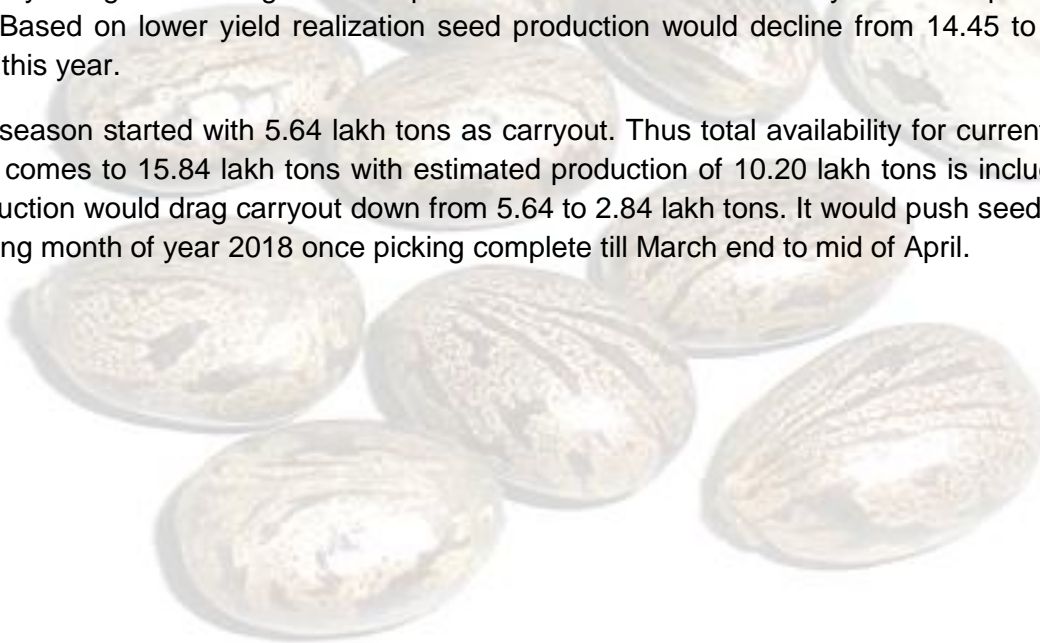 Based on lower yield realization seed production would decline from 14.45 to
this year.
season started with 5.64 lakh tons as carryout. Thus total availability for current
comes to 15.84 lakh tons with estimated production of 10.20 lakh tons is inclu
uction would drag carryout down from 5.64 to 2.84 lakh tons. It would push seed
ng month of year 2018 once picking complete till March end to mid of April.